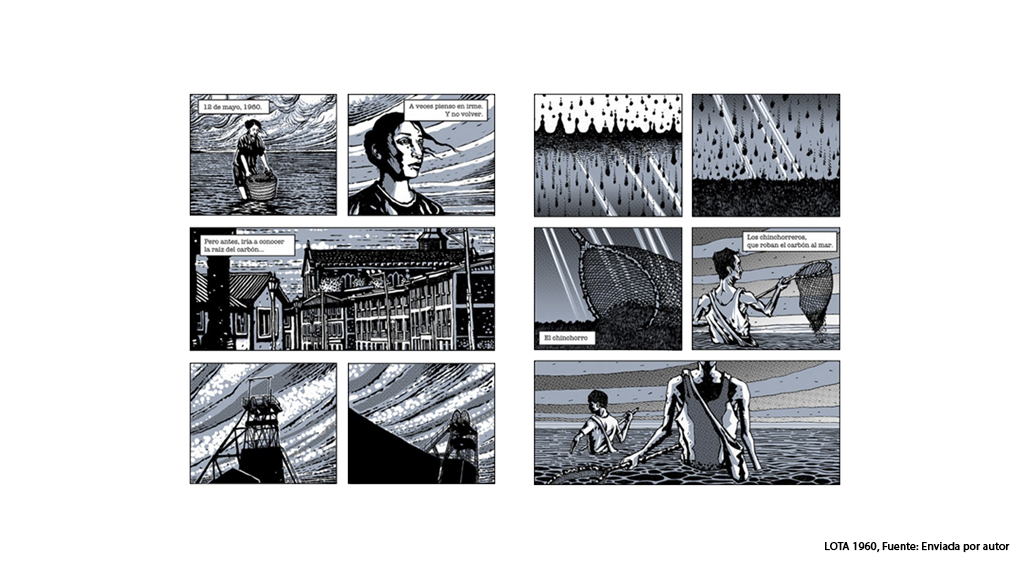 12 de mayo, 1960.
A veces pienso en irme.
Y no volver.
Pero antes, iría a conocer
la raíz del carbón...
El chinchorro
Los chinchorreros,
que roban el carbón al mar.
LOTA 1960, Fuente: Enviada por autor